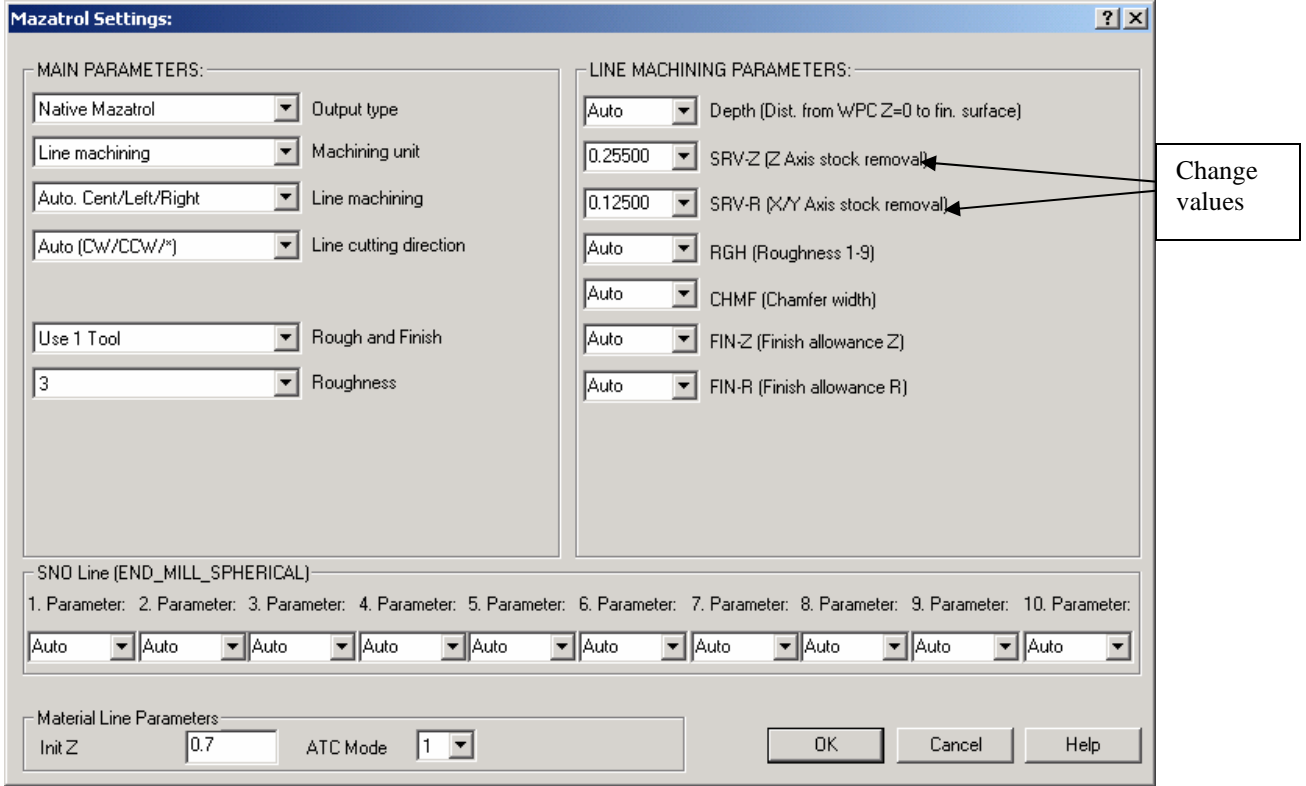 Mazatrol Settings:
MAIN PARAMETERS:
Native Mazatrol Output type
Line machining Machining unit
Auto. Cent/Left/Right Line machining
Auto (CW/CCW/*) Line cutting direction
Use 1 Tool Rough and Finish
3 Roughness
LINE MACHINING PARAMETERS:
Auto Depth (Dist. from WPC Z=0 to fin. surface)
0.25500 SRV-Z (Z Axis stock removal)
0.12500 SRV-R (X/Y Axis stock removal)
Auto RGH (Roughness 1-9)
Auto CHMF (Chamfer width)
Auto FIN-Z (Finish allowance Z)
Auto FIN-R (Finish allowance R)
Change
values
SNO Line (END_MILL_SPHERICAL)
1. Parameter: 2. Parameter: 3. Parameter: 4. Parameter: 5. Parameter: 6. Parameter: 7. Parameter: 8. Parameter: 9. Parameter: 10. Parameter:
Auto Auto Auto Auto Auto Auto Auto Auto Auto Auto
Material Line Parameters
Init Z 0.7 ATC Mode 1
OK Cancel Help